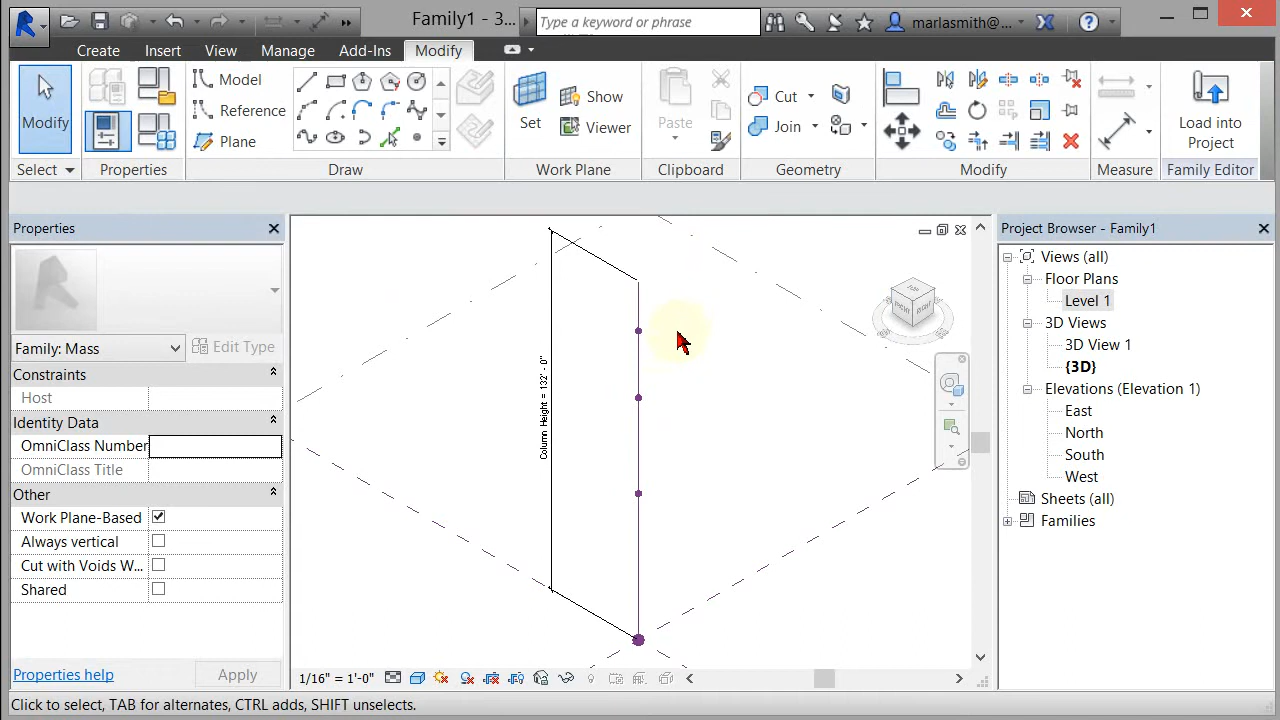 Family1 - 3...
Type a keyword or phrase
marlasmith@...
Create Insert View Manage Add-Ins Modify
Modify
Model
Reference
Plane
Set
Show
Viewer
Paste
Cut
Join
Load into
Project
Select Properties Draw Work Plane Clipboard Geometry Modify Measure Family Editor
Properties
Family: Mass
Edit Type
Constraints
Host
Identity Data
OmniClass Number
OmniClass Title
Other
Work Plane-Based
Always vertical
Cut with Voids W...
Shared
Properties help
Apply
Column Height = 132' - 0"
TOP
FRONT
RIGHT
1/16" = 1'-0"
Project Browser - Family1
Views (all)
Floor Plans
Level 1
3D Views
3D View 1
{3D}
Elevations (Elevation 1)
East
North
South
West
Sheets (all)
Families
Click to select, TAB for alternates, CTRL adds, SHIFT unselects.